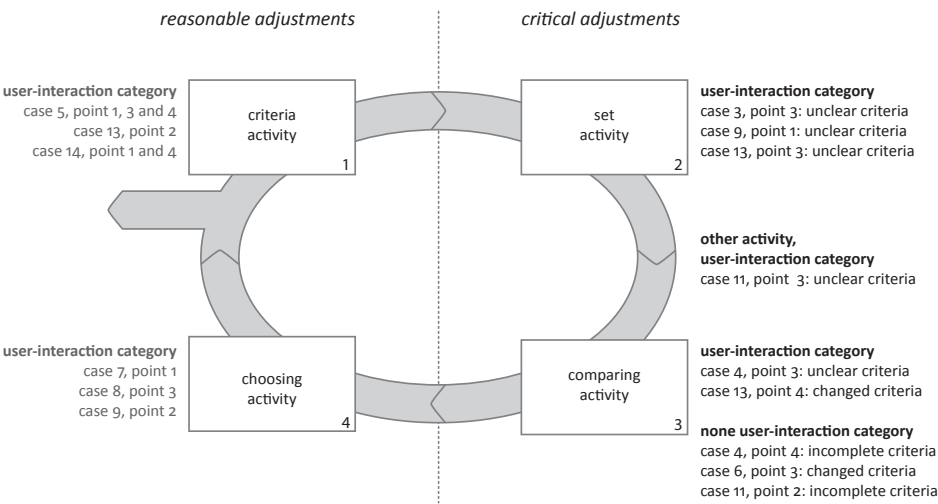 reasonable adjustments
critical adjustments
user-interaction category
case 5, point 1, 3 and 4
case 13, point 2
case 14, point 1 and 4
criteria
activity
1
set
activity
2
user-interaction category
case 3, point 3: unclear criteria
case 9, point 1: unclear criteria
case 13, point 3: unclear criteria
other activity,
user-interaction category
case 11, point 3: unclear criteria
user-interaction category
case 7, point 1
case 8, point 3
case 9, point 2
choosing
activity
4
comparing
activity
3
user-interaction category
case 4, point 3: unclear criteria
case 13, point 4: changed criteria
none user-interaction category
case 4, point 4: incomplete criteria
case 6, point 3: changed criteria
case 11, point 2: incomplete criteria